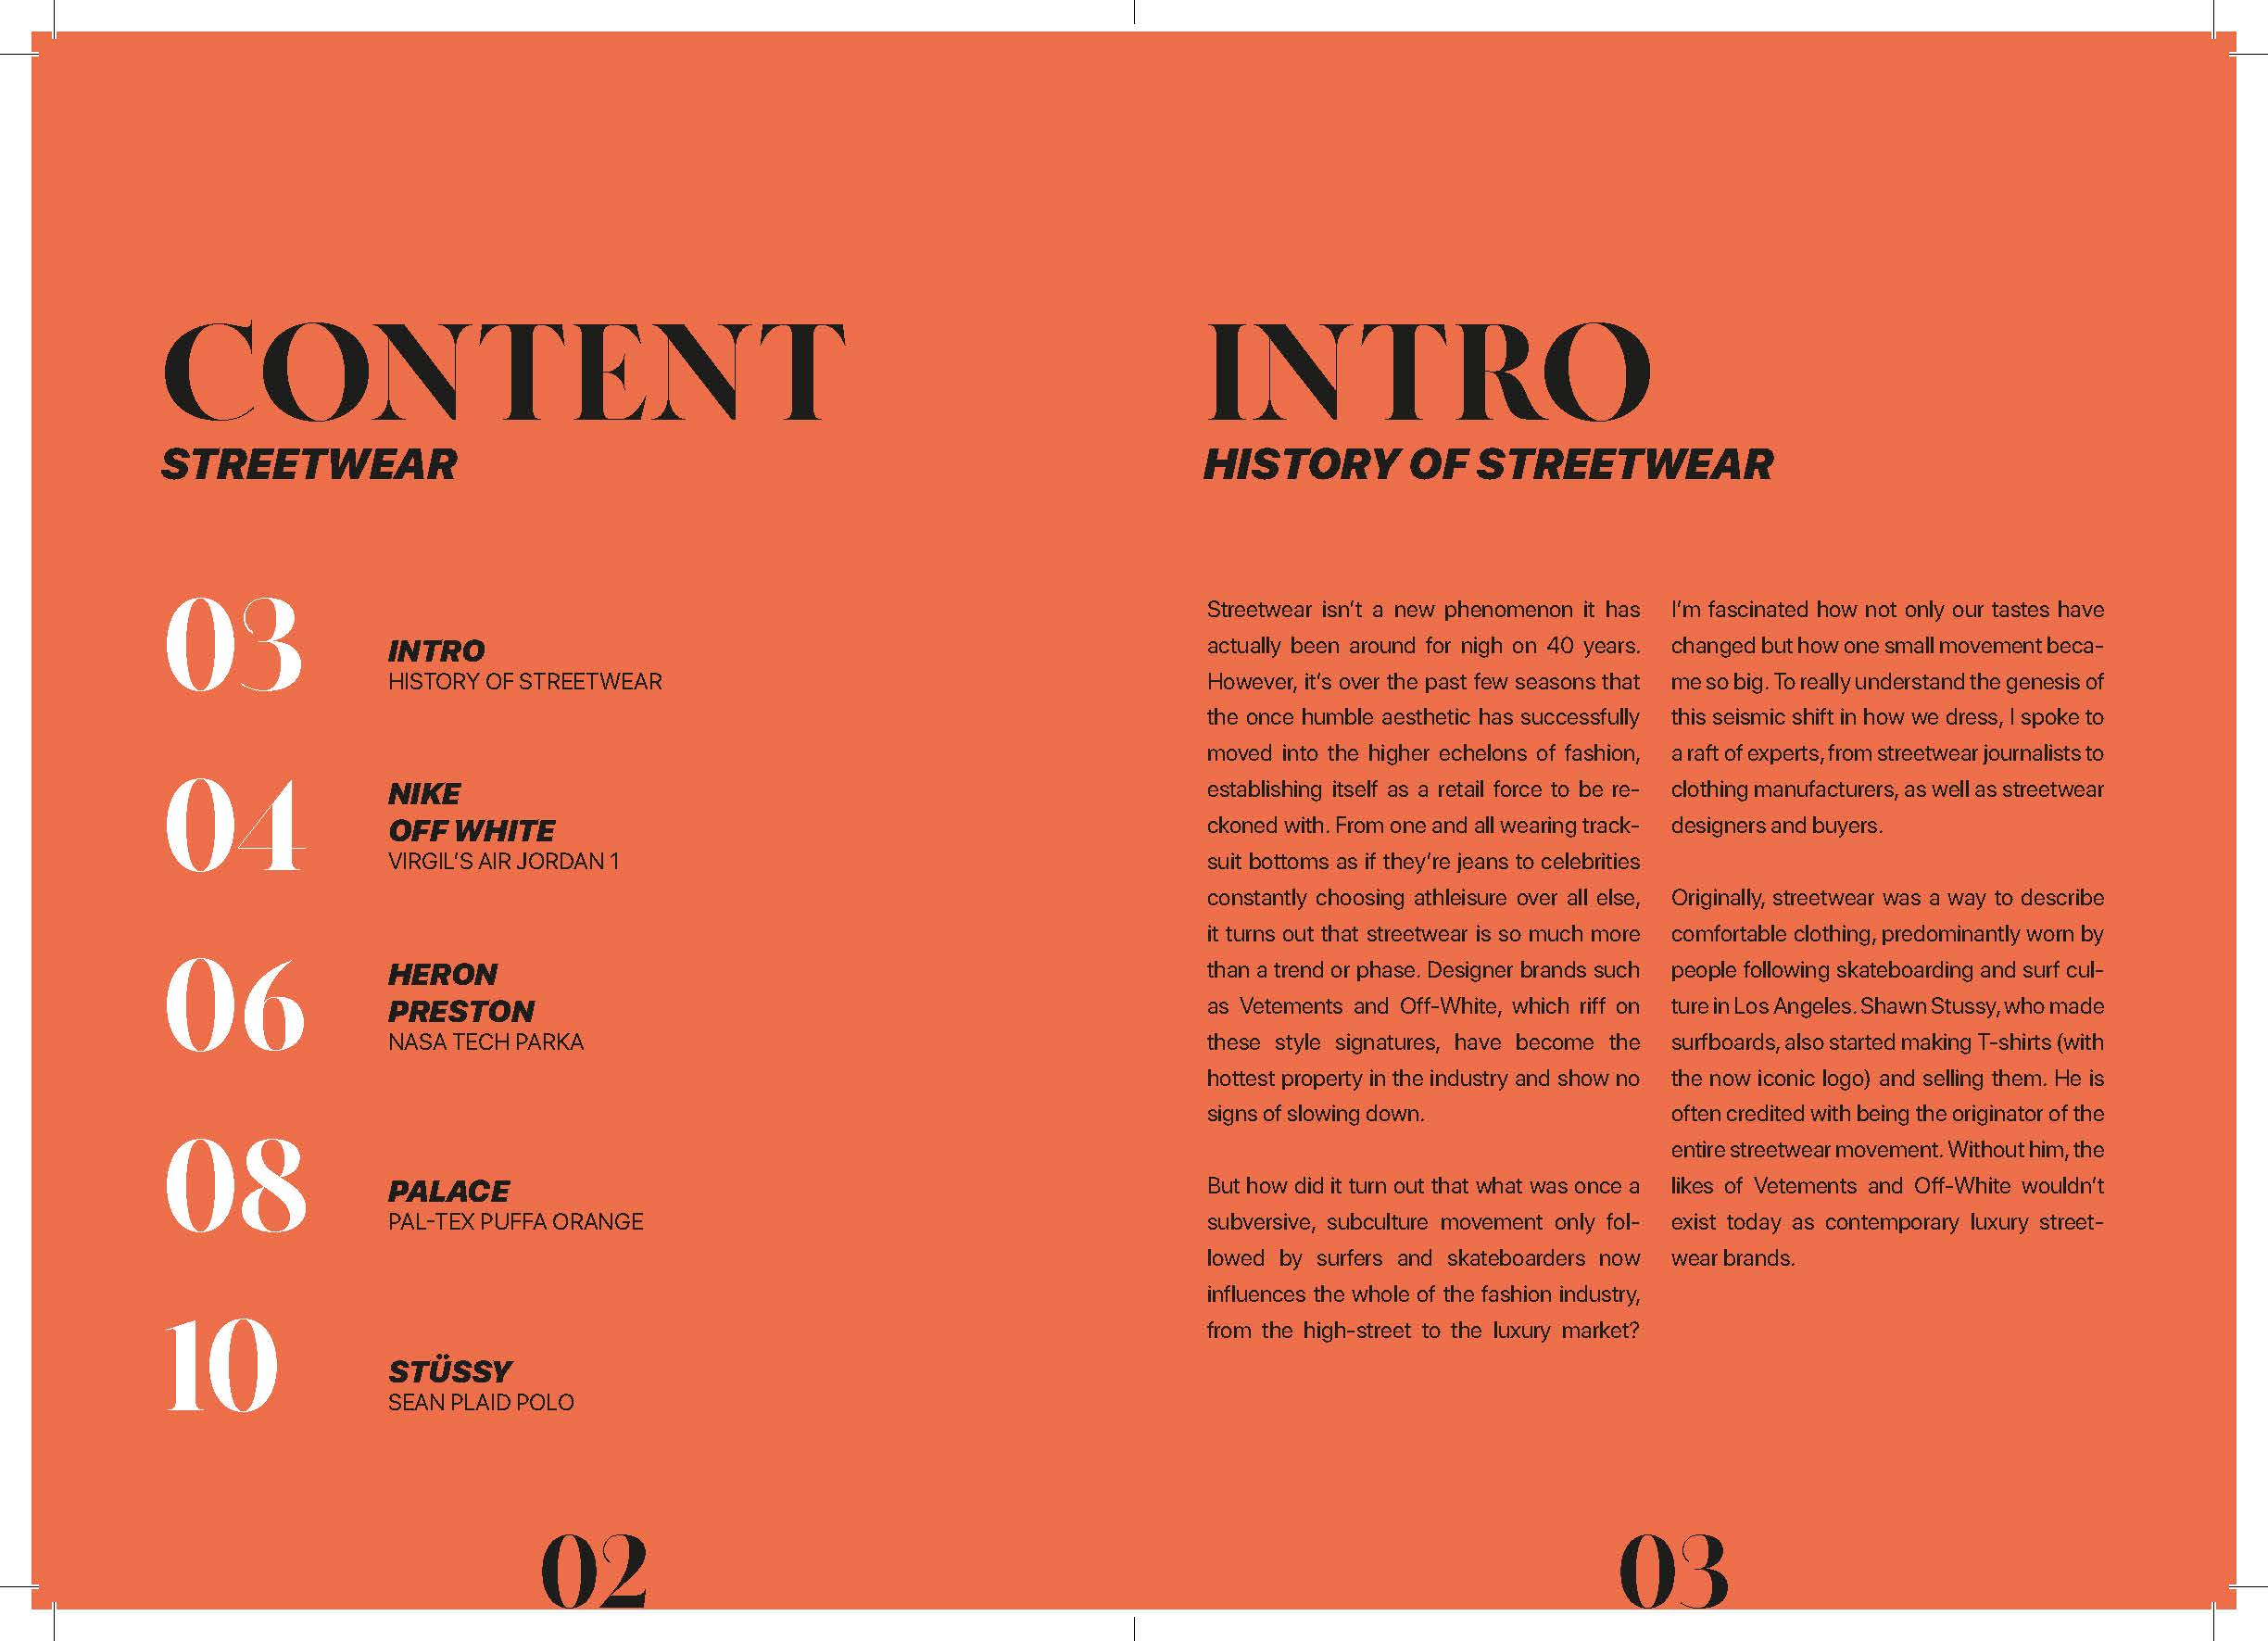 CONTENT
STREETWEAR
03
INTRO
HISTORY OF STREETWEAR
04
NIKE
OFF WHITE
VIRGIL'S AIR JORDAN 1
06
HERON
PRESTON
NASA TECH PARKA
08
PALACE
PAL-TEX PUFFA ORANGE
10
STÜSSY
SEAN PLAID POLO
02
INTRO
HISTORY OF STREETWEAR
Streetwear isn't a new phenomenon it has
actually been around for nigh on 40 years.
However, it's over the past few seasons that
the once humble aesthetic has successfully
moved into the higher echelons of fashion,
establishing itself as a retail force to be re-
ckoned with. From one and all wearing track-
suit bottoms as if they're jeans to celebrities
constantly choosing athleisure over all else,
it turns out that streetwear is so much more
than a trend or phase. Designer brands such
as Vetements and Off-White, which riff on
these style signatures, have become the
hottest property in the industry and show no
signs of slowing down.
But how did it turn out that what was once a
subversive, subculture movement only fol-
lowed by surfers and skateboarders now
influences the whole of the fashion industry,
from the high-street to the luxury market?
I'm fascinated how not only our tastes have
changed but how one small movement beca-
me so big. To really understand the genesis of
this seismic shift in how we dress, I spoke to
a raft of experts, from streetwear journalists to
clothing manufacturers, as well as streetwear
designers and buyers.
Originally, streetwear was a way to describe
comfortable clothing, predominantly worn by
people following skateboarding and surf cul-
ture in Los Angeles. Shawn Stussy, who made
surfboards, also started making T-shirts (with
the now iconic logo) and selling them. He is
often credited with being the originator of the
entire streetwear movement. Without him, the
likes of Vetements and Off-White wouldn't
exist today as contemporary luxury street-
wear brands.
03